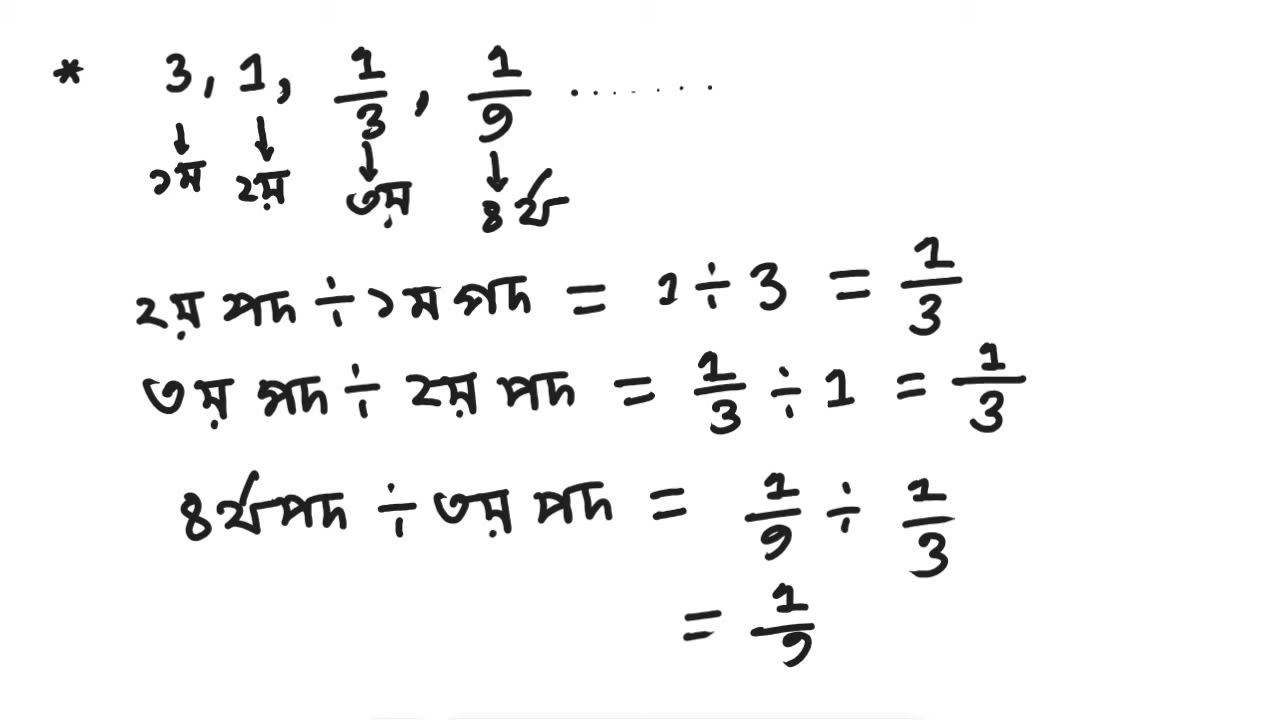 * 3, 1, 1/3, 1/9 .......
↓ ↓ ↓ ↓
১ম ২য় ৩য় ৪র্থ
২য় পদ ÷ ১ম পদ = 1 ÷ 3 = 1/3
৩য় পদ ÷ ২য় পদ = 1/3 ÷ 1 = 1/3
৪র্থ পদ ÷ ৩য় পদ = 1/9 ÷ 1/3
= 1/9